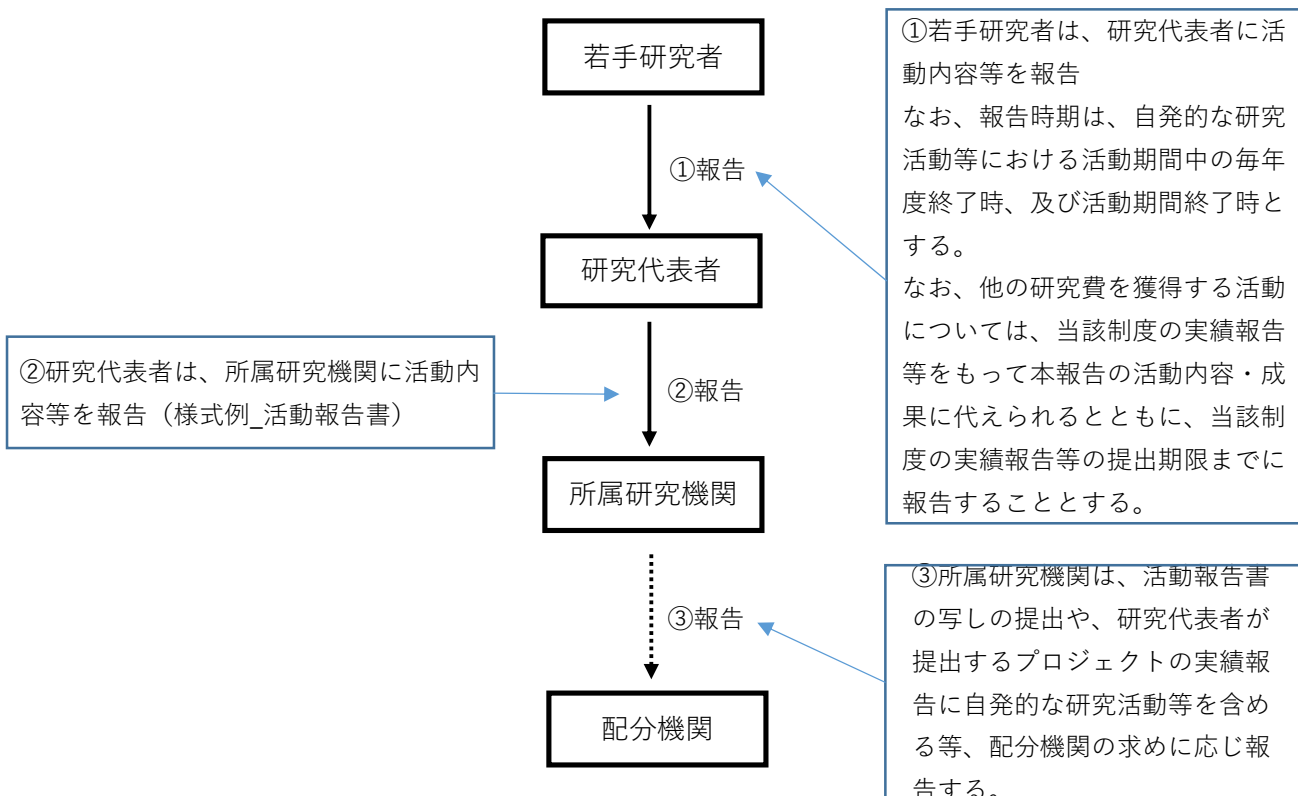 若手研究者
①報告
①若手研究者は、研究代表者に活
動内容等を報告
なお、報告時期は、自発的な研究
活動等における活動期間中の毎年
度終了時、及び活動期間終了時と
する。
なお、他の研究費を獲得する活動
については、当該制度の実績報告
等をもって本報告の活動内容・成
果に代えられるとともに、当該制
度の実績報告等の提出期限までに
報告することとする。
研究代表者
②研究代表者は、所属研究機関に活動内
容等を報告（様式例_活動報告書）
②報告
所属研究機関
③報告
③所属研究機関は、活動報告書
の写しの提出や、研究代表者が
提出するプロジェクトの実績報
告に自発的な研究活動等を含め
る等、配分機関の求めに応じ報
告する。
配分機関